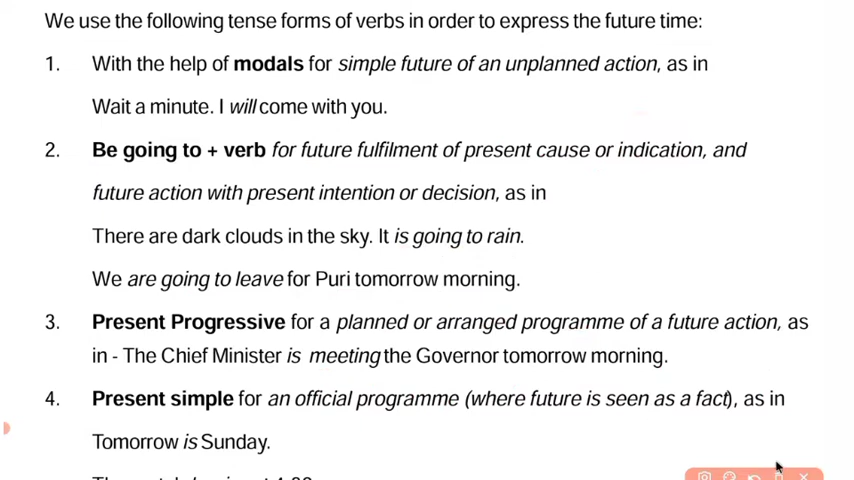 We use the following tense forms of verbs in order to express the future time:
1. With the help of modals for simple future of an unplanned action, as in
Wait a minute. I will come with you.
2. Be going to + verb for future fulfilment of present cause or indication, and
future action with present intention or decision, as in
There are dark clouds in the sky. It is going to rain.
We are going to leave for Puri tomorrow morning.
3. Present Progressive for a planned or arranged programme of a future action, as
in - The Chief Minister is meeting the Governor tomorrow morning.
4. Present simple for an official programme (where future is seen as a fact), as in
Tomorrow is Sunday.